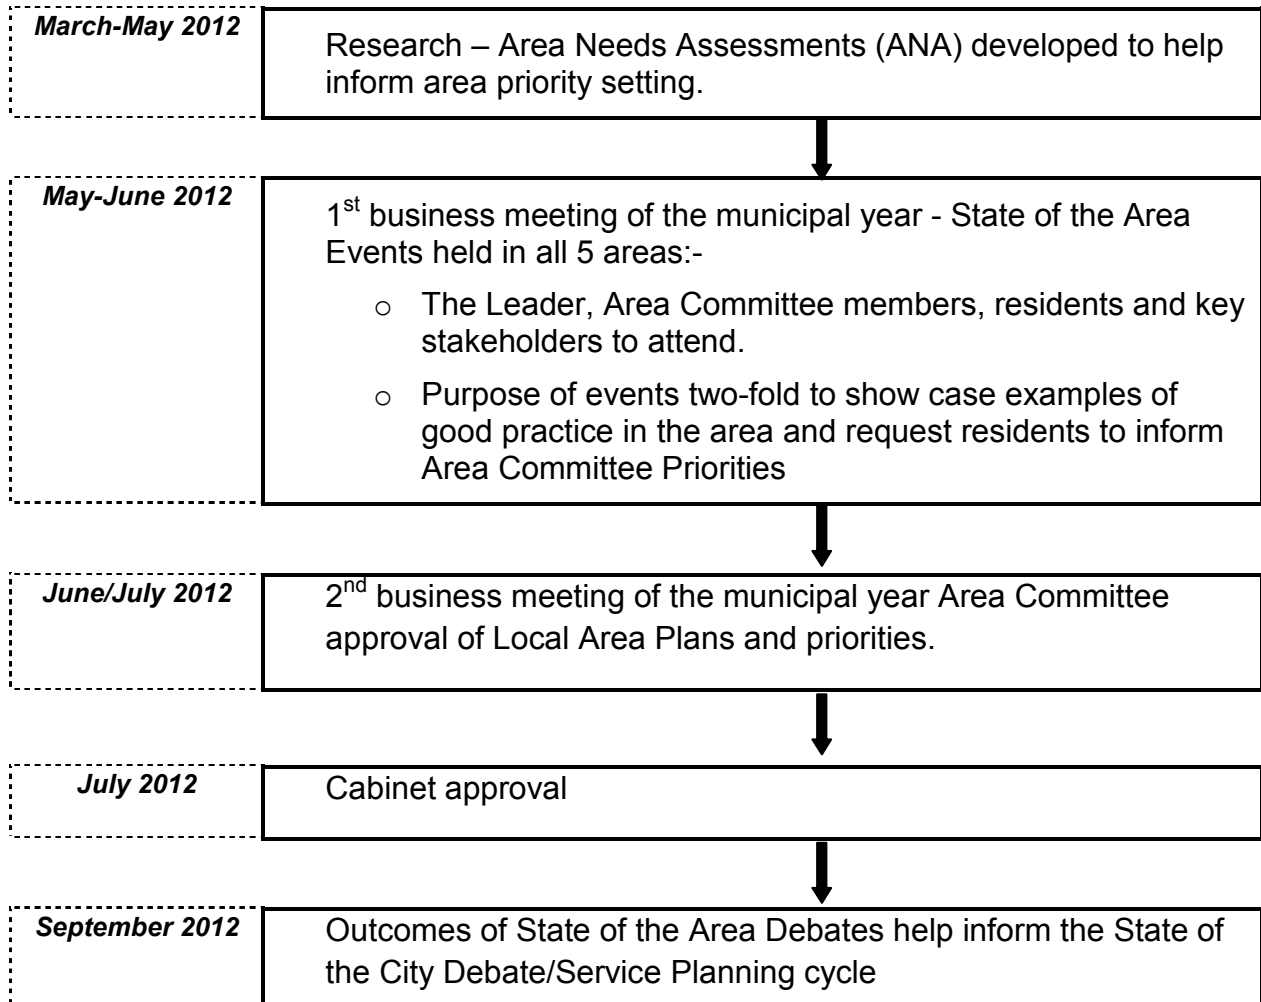 March-May 2012
Research – Area Needs Assessments (ANA) developed to help
inform area priority setting.
May-June 2012
1st business meeting of the municipal year - State of the Area
Events held in all 5 areas:-
o The Leader, Area Committee members, residents and key
stakeholders to attend.
o Purpose of events two-fold to show case examples of
good practice in the area and request residents to inform
Area Committee Priorities
June/July 2012
2nd business meeting of the municipal year Area Committee
approval of Local Area Plans and priorities.
July 2012
Cabinet approval
September 2012
Outcomes of State of the Area Debates help inform the State of
the City Debate/Service Planning cycle